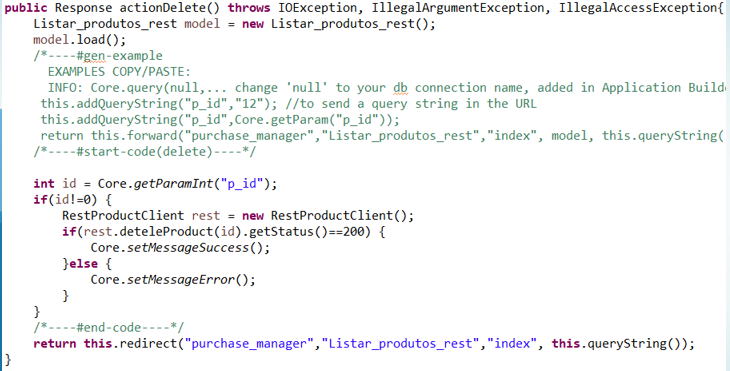 public Response actionDelete() throws IOException, IllegalArgumentException, IllegalAccessException{
Listar_produtos_rest model = new Listar_produtos_rest();
model.load();
/*----#gen-example
EXAMPLES COPY/PASTE:
INFO: Core.query(null,... change 'null' to your db connection name, added in Application Build
this.addQueryString("p_id","12"); //to send a query string in the URL
this.addQueryString("p_id",Core.getParam("p_id"));
return this.forward("purchase_manager","Listar_produtos_rest","index", model, this.queryString(
/*----#start-code(delete)----*/
int id = Core.getParamInt("p_id");
if(id!=0) {
RestProductClient rest = new RestProductClient();
if(rest.deteleProduct(id).getStatus()==200) {
Core.setMessageSuccess();
}else {
Core.setMessageError();
}
}
/*----#end-code----*/
return this.redirect("purchase_manager","Listar_produtos_rest","index", this.queryString());
}